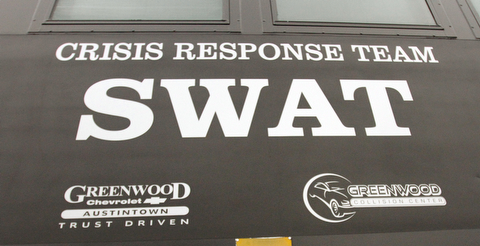 CRISIS RESPONSE TEAM
SWAT
GREENWOOD
Chevrolet
AUSTINTOWN
TRUST DRIVEN
GREENWOOD
COLLISION CENTER